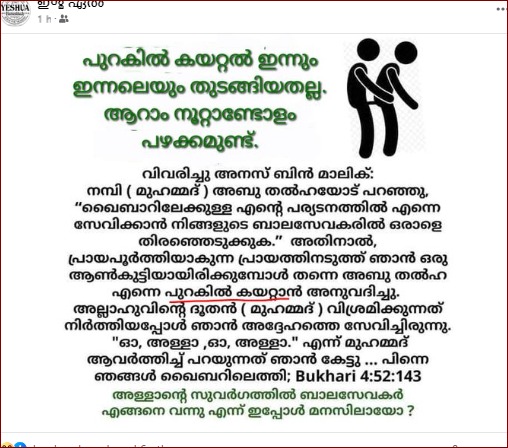 YESHUA
1 h
പുറകിൽ കയറ്റൽ ഇന്നും
ഇന്നലെയും തുടങ്ങിയതല്ല.
ആറാം നൂറ്റാണ്ടോളം
പഴക്കമുണ്ട്.
വിവരിച്ചു അനസ് ബിൻ മാലിക്:
നമ്പി ( മുഹമ്മദ് ) അബു തൽഹയോട് പറഞ്ഞു,
“ഖൈബാറിലേക്കുള്ള എന്റെ പര്യടനത്തിൽ എന്നെ
സേവിക്കാൻ നിങ്ങളുടെ ബാലസേവകരിൽ ഒരാളെ
തിരഞ്ഞെടുക്കുക.” അതിനാൽ,
പ്രായപൂർത്തിയാകുന്ന പ്രായത്തിനടുത്ത് ഞാൻ ഒരു
ആൺകുട്ടിയായിരിക്കുമ്പോൾ തന്നെ അബു തൽഹ
എന്നെ പുറകിൽ കയറ്റാൻ അനുവദിച്ചു.
അല്ലാഹുവിന്റെ ദൂതൻ ( മുഹമ്മദ് ) വിശ്രമിക്കുന്നത്
നിർത്തിയപ്പോൾ ഞാൻ അദ്ദേഹത്തെ സേവിച്ചിരുന്നു.
"ഓ, അള്ളാ ,ഓ, അള്ളാ." എന്ന് മുഹമ്മദ്
ആവർത്തിച്ച് പറയുന്നത് ഞാൻ കേട്ടു ... പിന്നെ
ഞങ്ങൾ ഖൈബറിലെത്തി; Bukhari 4:52:143
അള്ളാന്റെ സുവർഗത്തിൽ ബാലസേവകർ
എങ്ങനെ വന്നു എന്ന് ഇപ്പോൾ മനസിലായോ ?